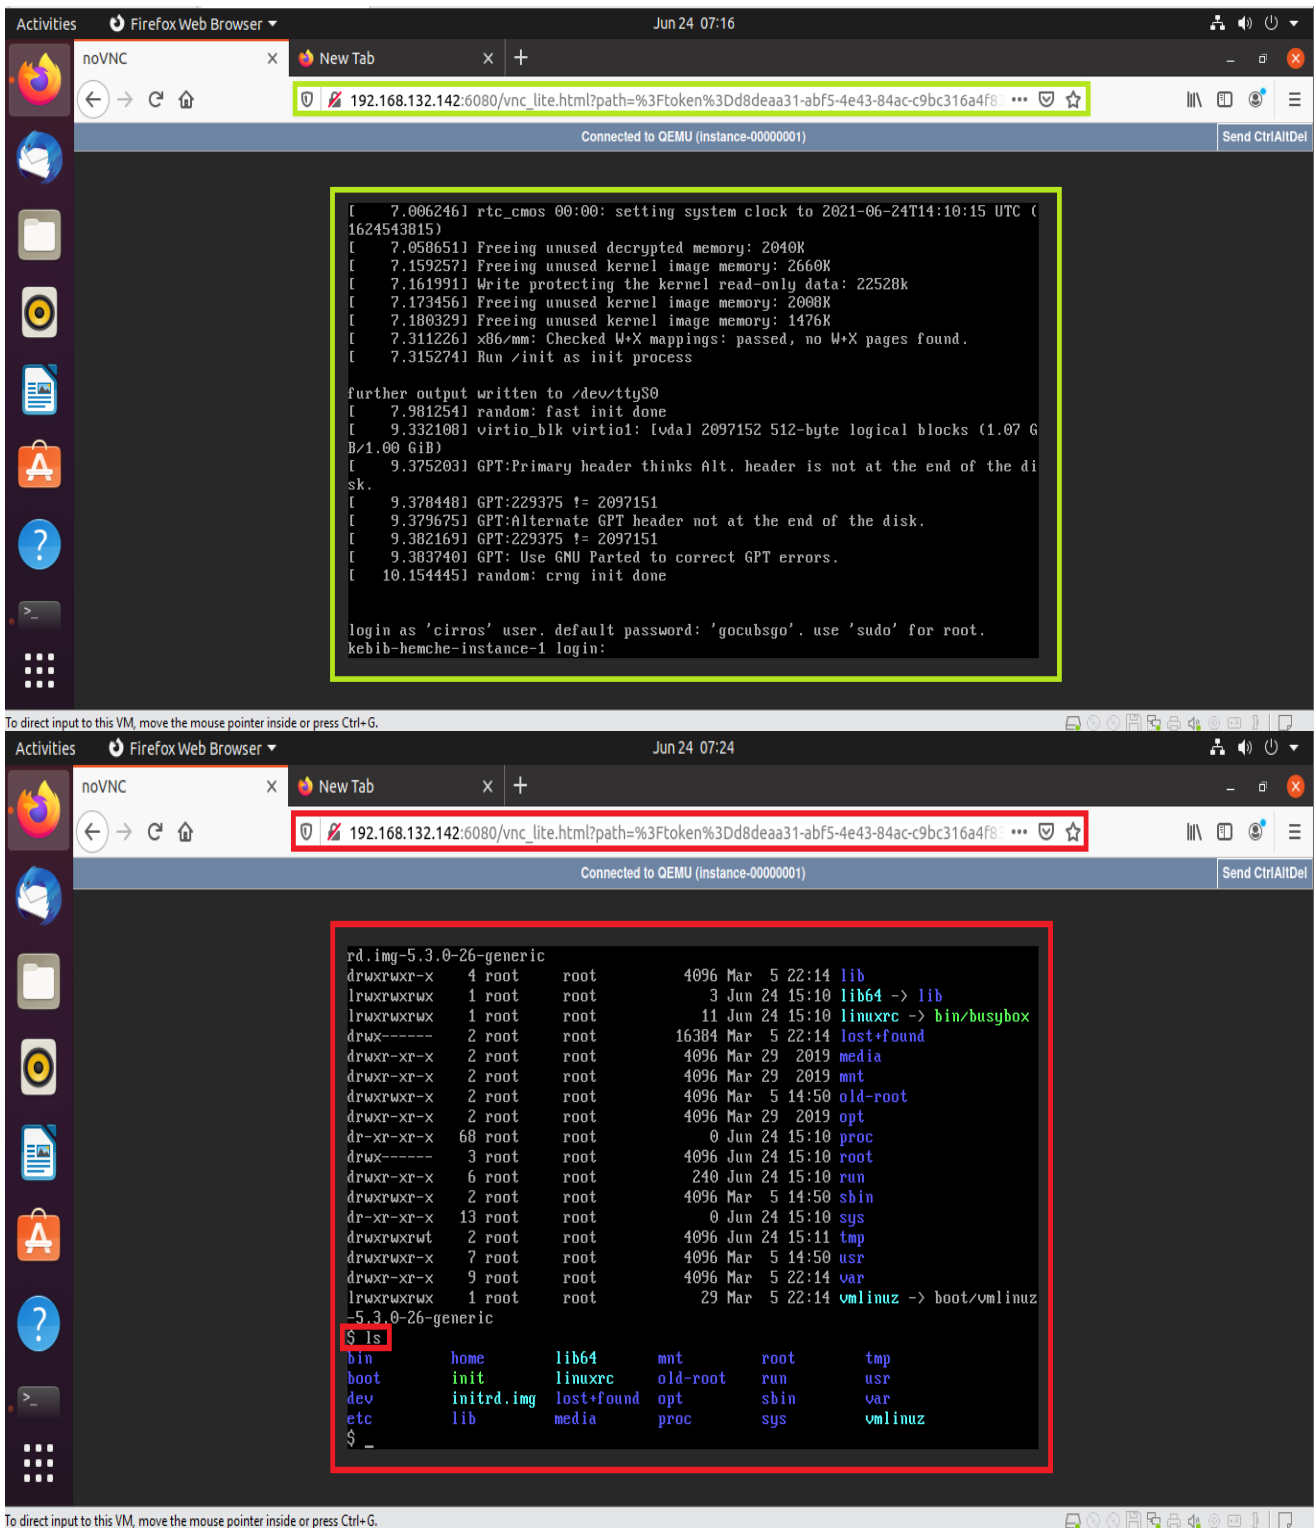 Activities Firefox Web Browser Jun 24 07:16
noVNC New Tab
192.168.132.142:6080/vnc_lite.html?path=%3Ftoken%3Dd8deaa31-abf5-4e43-84ac-c9bc316a4f8
Connected to QEMU (instance-00000001) Send CtrlAltDel
[    7.006246] rtc_cmos 00:00: setting system clock to 2021-06-24T14:10:15 UTC (
1624543815)
[    7.058651] Freeing unused decrypted memory: 2040K
[    7.159257] Freeing unused kernel image memory: 2660K
[    7.161991] Write protecting the kernel read-only data: 22528k
[    7.173456] Freeing unused kernel image memory: 2008K
[    7.180329] Freeing unused kernel image memory: 1476K
[    7.311226] x86/mm: Checked W+X mappings: passed, no W+X pages found.
[    7.315274] Run /init as init process
further output written to /dev/ttyS0
[    7.981254] random: fast init done
[    9.332108] virtio_blk virtio1: [vda] 2097152 512-byte logical blocks (1.07 G
B/1.00 GiB)
[    9.375203] GPT:Primary header thinks Alt. header is not at the end of the di
sk.
[    9.378448] GPT:229375 != 2097151
[    9.379675] GPT:Alternate GPT header not at the end of the disk.
[    9.382169] GPT:229375 != 2097151
[    9.383740] GPT: Use GNU Parted to correct GPT errors.
[   10.154445] random: crng init done
login as 'cirros' user. default password: 'gocubsgo'. use 'sudo' for root.
kebib-hemche-instance-1 login:
To direct input to this VM, move the mouse pointer inside or press Ctrl+G.
Activities Firefox Web Browser Jun 24 07:24
noVNC New Tab
192.168.132.142:6080/vnc_lite.html?path=%3Ftoken%3Dd8deaa31-abf5-4e43-84ac-c9bc316a4f8
Connected to QEMU (instance-00000001) Send CtrlAltDel
rd.img-5.3.0-26-generic
drwxrwxr-x    4 root     root          4096 Mar  5 22:14 lib
lrwxrwxrwx    1 root     root             3 Jun 24 15:10 lib64 -> lib
lrwxrwxrwx    1 root     root            11 Jun 24 15:10 linuxrc -> bin/busybox
drwx------    2 root     root         16384 Mar  5 22:14 lost+found
drwxr-xr-x    2 root     root          4096 Mar 29  2019 media
drwxr-xr-x    2 root     root          4096 Mar 29  2019 mnt
drwxrwxr-x    2 root     root          4096 Mar  5 14:50 old-root
drwxr-xr-x    2 root     root          4096 Mar 29  2019 opt
dr-xr-xr-x   68 root     root             0 Jun 24 15:10 proc
drwx------    3 root     root          4096 Jun 24 15:10 root
drwxr-xr-x    6 root     root           240 Jun 24 15:10 run
drwxrwxr-x    2 root     root          4096 Mar  5 14:50 sbin
dr-xr-xr-x   13 root     root             0 Jun 24 15:10 sys
drwxrwxrwt    2 root     root          4096 Jun 24 15:11 tmp
drwxrwxr-x    7 root     root          4096 Mar  5 14:50 usr
drwxr-xr-x    9 root     root          4096 Mar  5 22:14 var
lrwxrwxrwx    1 root     root            29 Mar  5 22:14 vmlinuz -> boot/vmlinuz
-5.3.0-26-generic
$ ls
bin         home        lib64       mnt         root        tmp
boot        init        linuxrc     old-root    run         usr
dev         initrd.img  lost+found  opt         sbin        var
etc         lib         media       proc        sys         vmlinuz
$ _
To direct input to this VM, move the mouse pointer inside or press Ctrl+G.